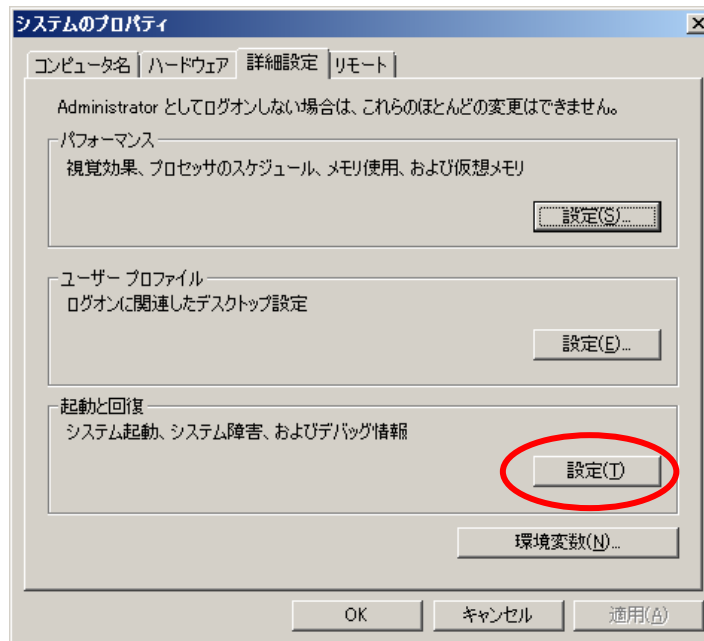 システムのプロパティ
コンピュータ名 ハードウェア 詳細設定 リモート
Administrator としてログオンしない場合は、これらのほとんどの変更はできません。
パフォーマンス
視覚効果、プロセッサのスケジュール、メモリ使用、および仮想メモリ
設定(S)...
ユーザー プロファイル
ログオンに関連したデスクトップ設定
設定(E)...
起動と回復
システム起動、システム障害、およびデバッグ情報
設定(T)
環境変数(N)...
OK キャンセル 適用(A)